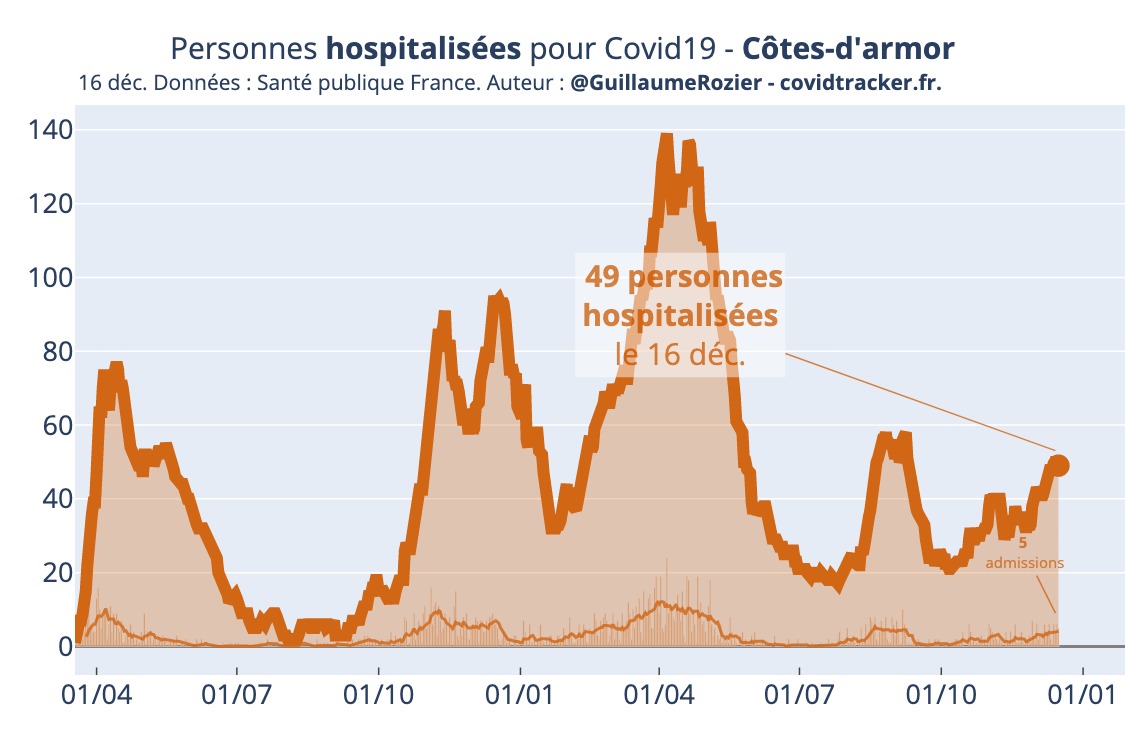 Personnes hospitalisées pour Covid19 - Côtes-d'armor
16 déc. Données : Santé publique France. Auteur : @GuillaumeRozier - covidtracker.fr.
140
120
100
80
60
40
20
0
49 personnes
hospitalisées
le 16 déc.
5
admissions
01/04
01/07
01/10
01/01
01/04
01/07
01/10
01/01